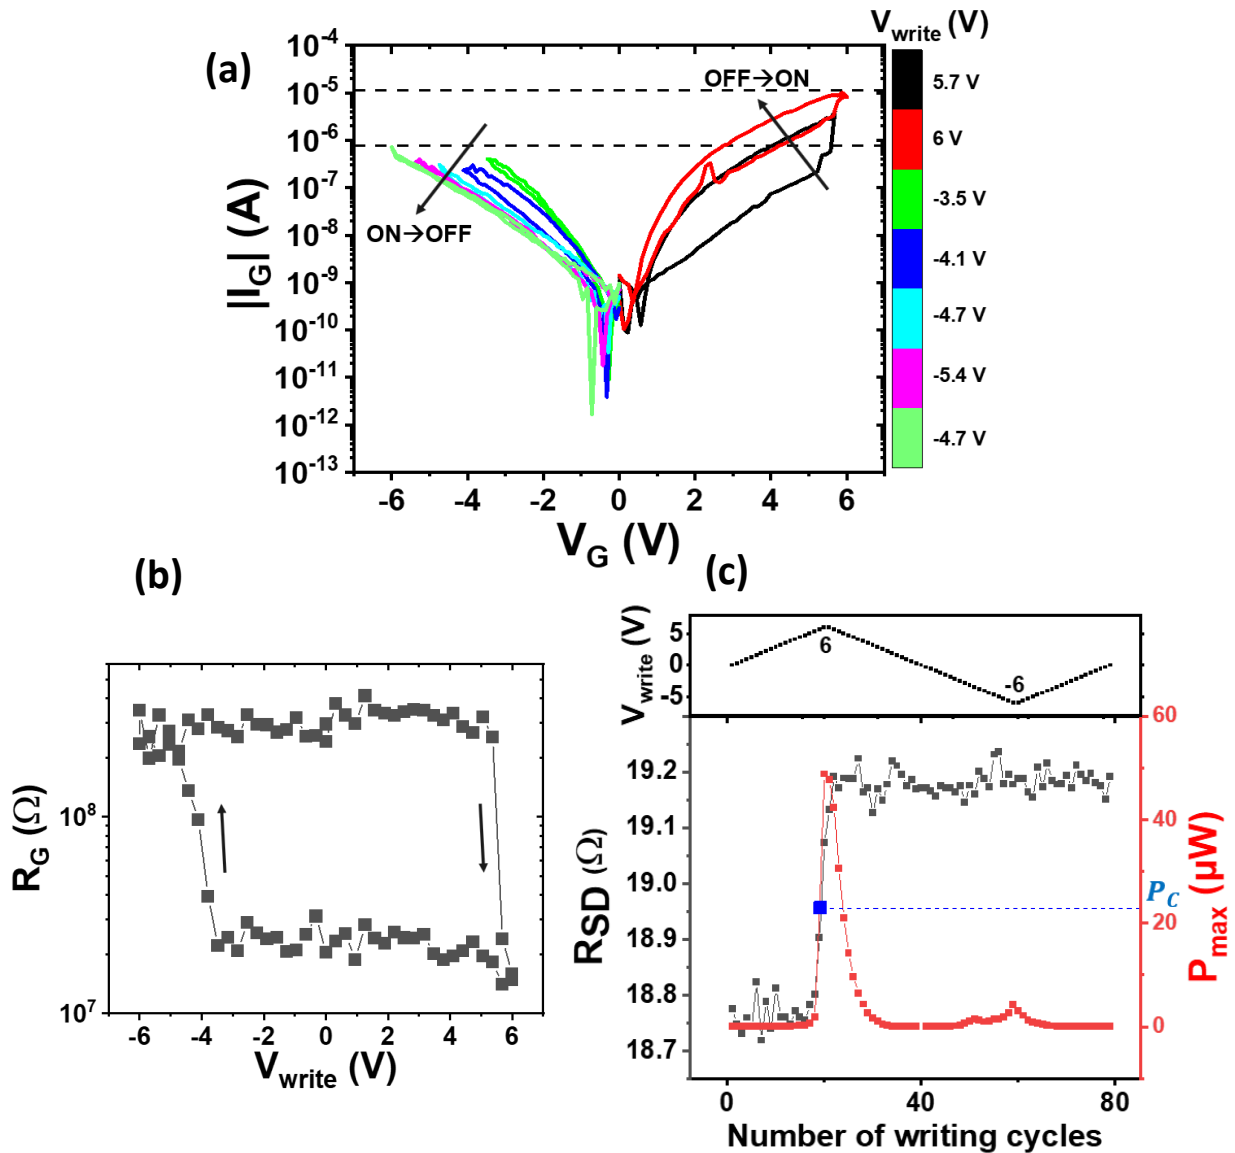 (a)
V_write (V)
|I_G| (A)
10^-4
10^-5
10^-6
10^-7
10^-8
10^-9
10^-10
10^-11
10^-12
10^-13
OFF→ON
ON→OFF
5.7 V
6 V
-3.5 V
-4.1 V
-4.7 V
-5.4 V
-4.7 V
-6 -4 -2 0 2 4 6
V_G (V)
(b)
R_G (Ω)
10^8
10^7
-6 -4 -2 0 2 4 6
V_write (V)
(c)
V_write (V)
5
0
-5
6
-6
RSD (Ω)
19.2
19.1
19.0
18.9
18.8
18.7
60
40
20
0
P_C
P_max (μW)
0 40 80
Number of writing cycles